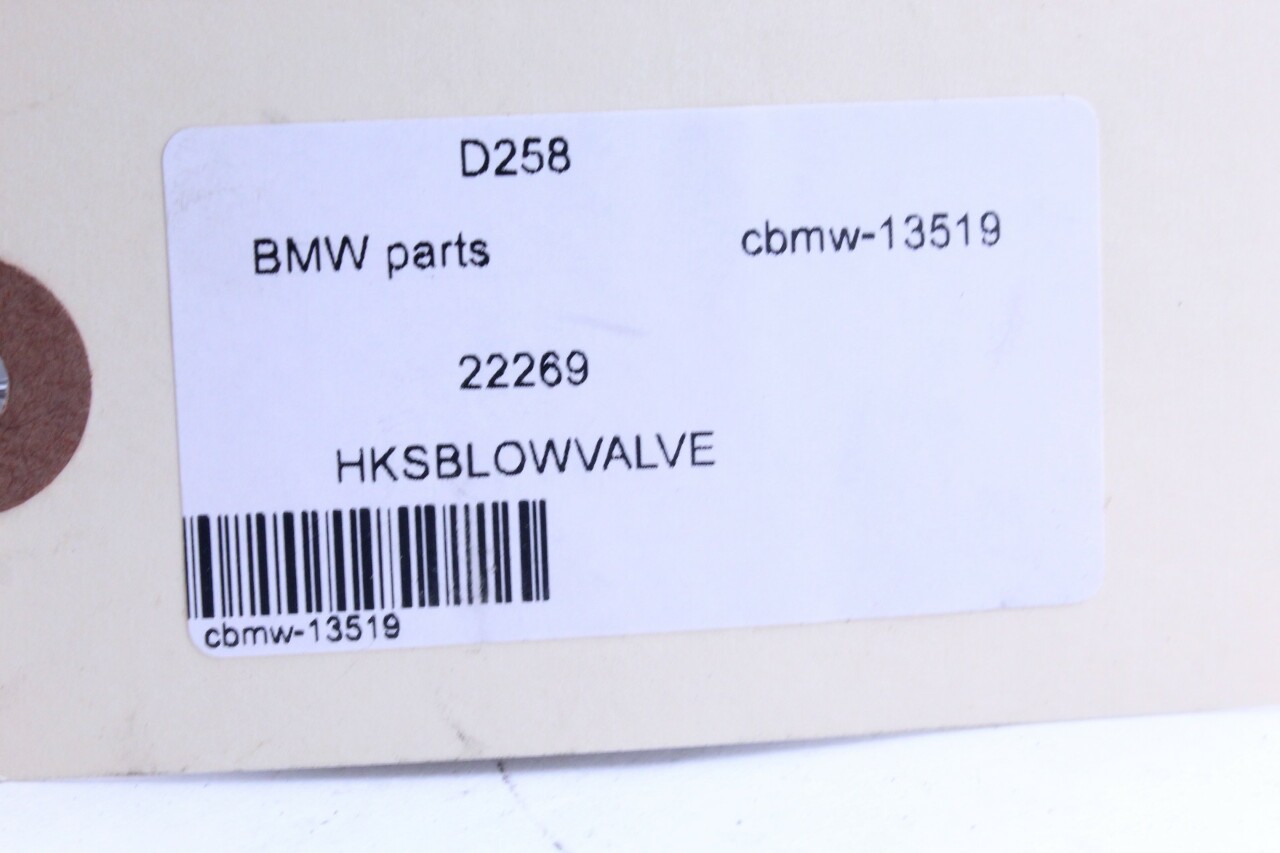 D258
BMW parts cbmw-13519
22269
HKSBLOWVALVE
cbmw-13519